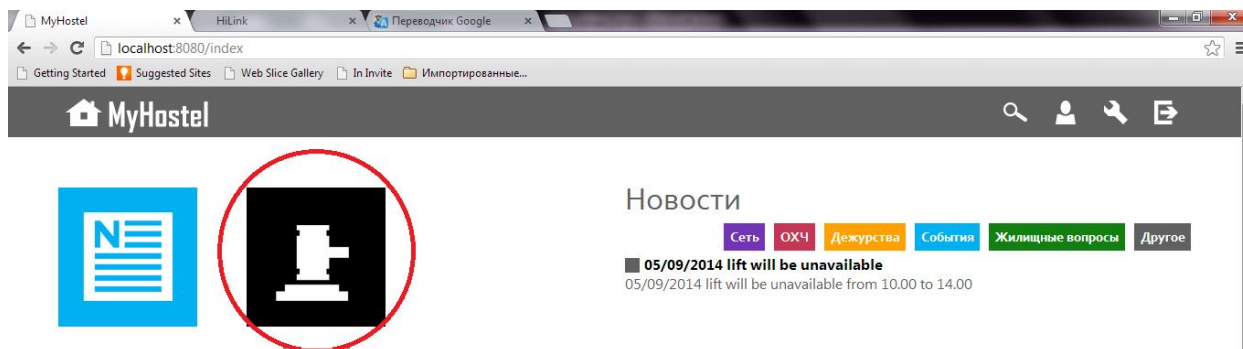 MyHostel
HiLink
Переводчик Google
localhost:8080/index
Getting Started Suggested Sites Web Slice Gallery In Invite Импортированные...
MyHostel
N
Новости
Сеть ОХЧ Дежурства События Жилищные вопросы Другое
05/09/2014 lift will be unavailable
05/09/2014 lift will be unavailable from 10.00 to 14.00